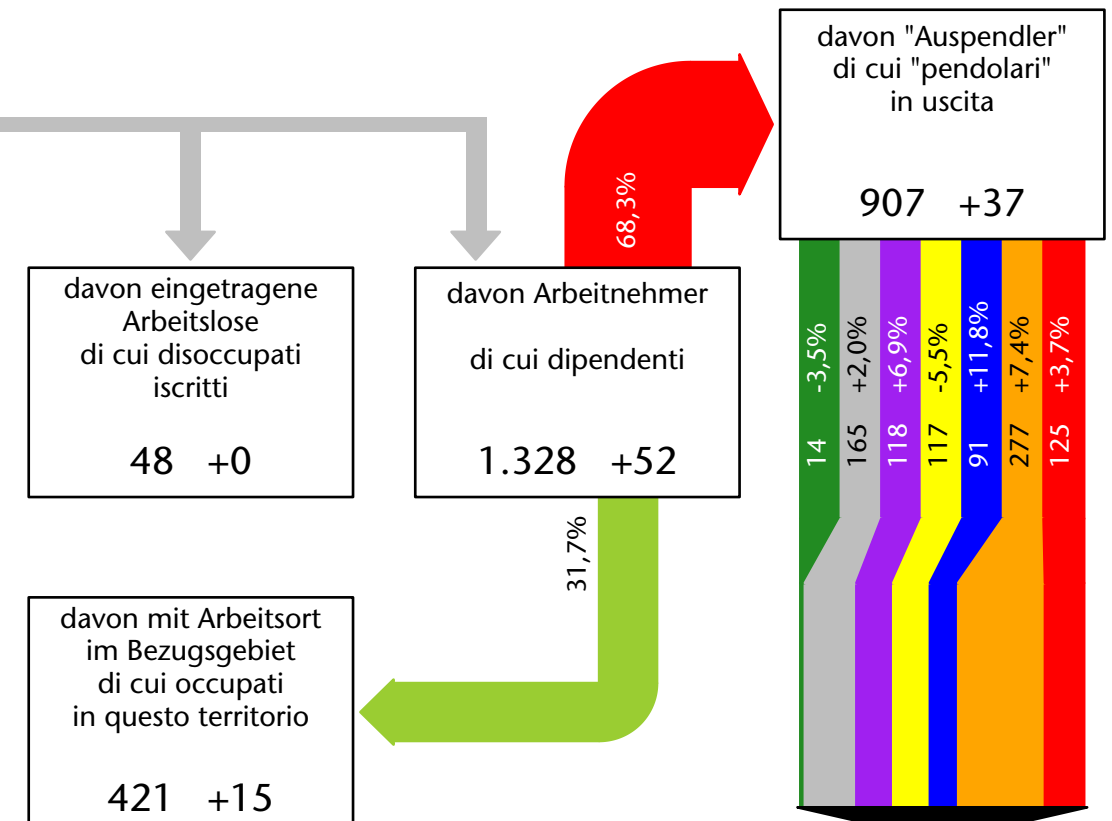 davon "Auspendler"
di cui "pendolari"
in uscita
907 +37
68,3%
davon eingetragene
Arbeitslose
di cui disoccupati
iscritti
48 +0
davon Arbeitnehmer
di cui dipendenti
1.328 +52
14 -3,5%
165 +2,0%
118 +6,9%
117 -5,5%
91 +11,8%
277 +7,4%
125 +3,7%
31,7%
davon mit Arbeitsort
im Bezugsgebiet
di cui occupati
in questo territorio
421 +15